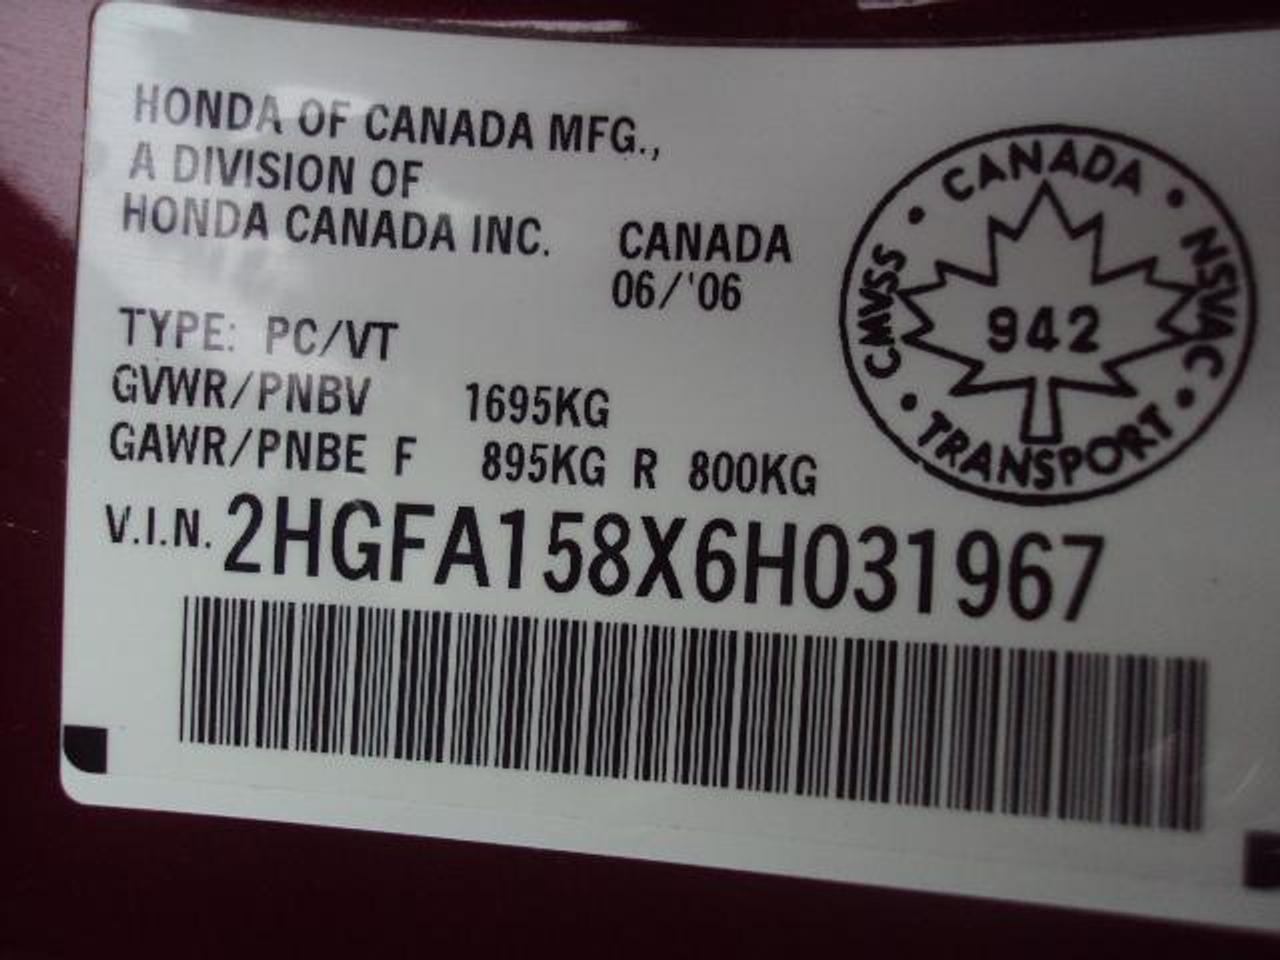 HONDA OF CANADA MFG.,
A DIVISION OF
HONDA CANADA INC. CANADA
06/'06
TYPE: PC/VT
GVWR/PNBV 1695KG
GAWR/PNBE F 895KG R 800KG
V.I.N. 2HGFA158X6H031967
CANADA • NSVAC • TRANSPORT • CMVSS •
942